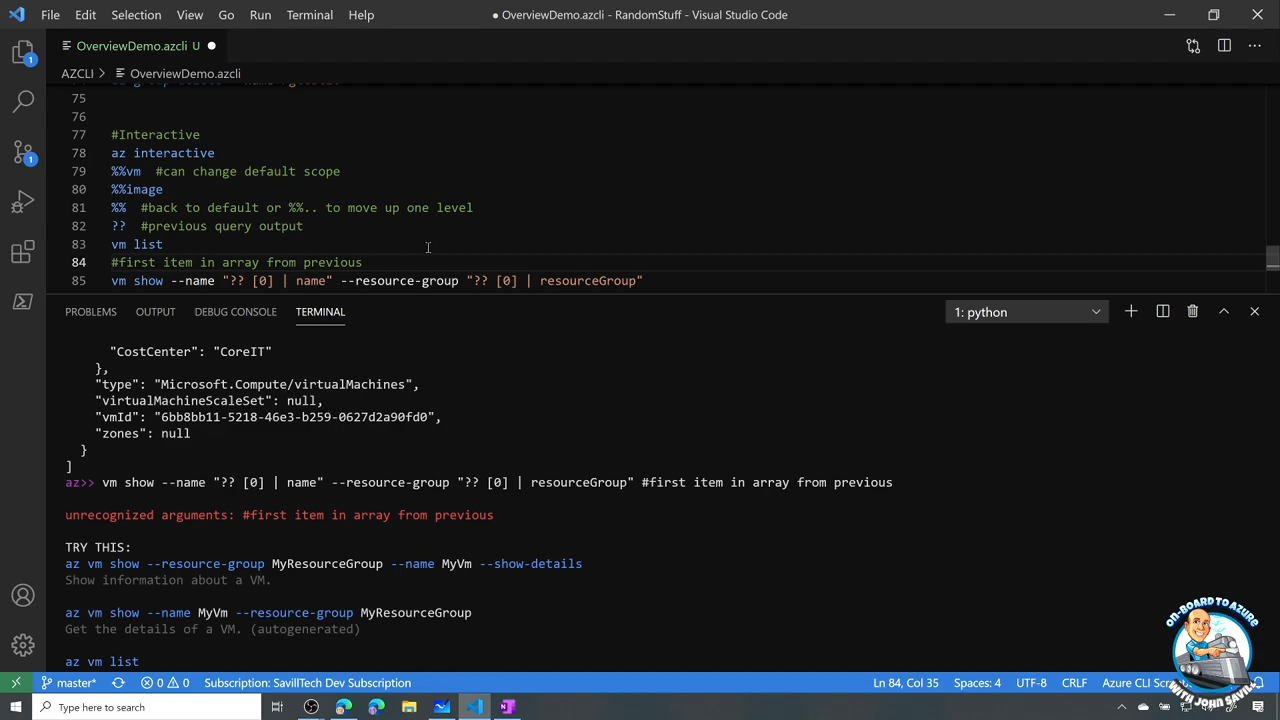 File Edit Selection View Go Run Terminal Help
● OverviewDemo.azcli - RandomStuff - Visual Studio Code
OverviewDemo.azcli U ●
AZCLI > OverviewDemo.azcli
75
76
77 #Interactive
78 az interactive
79 %%vm #can change default scope
80 %%image
81 %% #back to default or %%.. to move up one level
82 ?? #previous query output
83 vm list
84 #first item in array from previous
85 vm show --name "?? [0] | name" --resource-group "?? [0] | resourceGroup"
PROBLEMS OUTPUT DEBUG CONSOLE TERMINAL
1: python
"CostCenter": "CoreIT"
},
"type": "Microsoft.Compute/virtualMachines",
"virtualMachineScaleSet": null,
"vmId": "6bb8bb11-5218-46e3-b259-0627d2a90fd0",
"zones": null
}
]
az>> vm show --name "?? [0] | name" --resource-group "?? [0] | resourceGroup" #first item in array from previous
unrecognized arguments: #first item in array from previous
TRY THIS:
az vm show --resource-group MyResourceGroup --name MyVm --show-details
Show information about a VM.
az vm show --name MyVm --resource-group MyResourceGroup
Get the details of a VM. (autogenerated)
az vm list
ON-BOARD TO AZURE
WITH JOHN SAVILL
master* 0 0 Subscription: SavillTech Dev Subscription
Ln 84, Col 35 Spaces: 4 UTF-8 CRLF Azure CLI
Type here to search